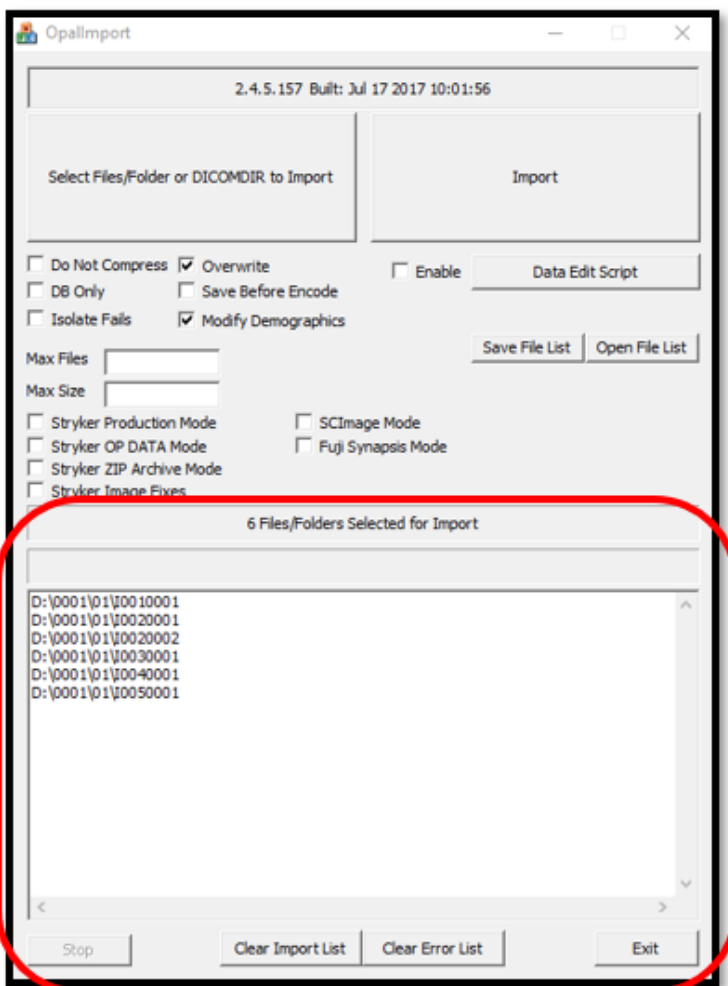 OpalImport
2.4.5.157 Built: Jul 17 2017 10:01:56
Select Files/Folder or DICOMDIR to Import
Import
Do Not Compress Overwrite Enable Data Edit Script
DB Only Save Before Encode
Isolate Fails Modify Demographics
Save File List Open File List
Max Files
Max Size
Stryker Production Mode SCImage Mode
Stryker OP DATA Mode Fuji Synapsis Mode
Stryker ZIP Archive Mode
Stryker Image Fixes
6 Files/Folders Selected for Import
D:\0001\01\I0010001
D:\0001\01\I0020001
D:\0001\01\I0020002
D:\0001\01\I0030001
D:\0001\01\I0040001
D:\0001\01\I0050001
Stop Clear Import List Clear Error List Exit